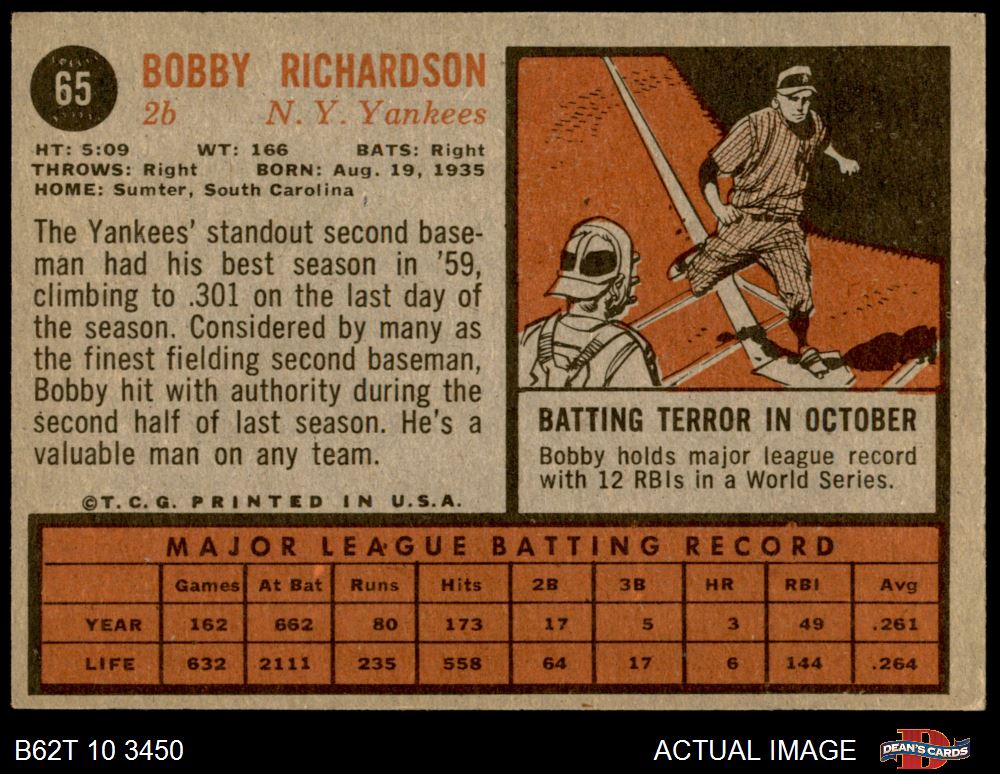 65
BOBBY RICHARDSON
2b N. Y. Yankees
HT: 5:09 WT: 166 BATS: Right
THROWS: Right BORN: Aug. 19, 1935
HOME: Sumter, South Carolina
The Yankees' standout second base-
man had his best season in '59,
climbing to .301 on the last day of
the season. Considered by many as
the finest fielding second baseman,
Bobby hit with authority during the
second half of last season. He's a
valuable man on any team.
©T.C.G. PRINTED IN U.S.A.
BATTING TERROR IN OCTOBER
Bobby holds major league record
with 12 RBIs in a World Series.
MAJOR LEAGUE BATTING RECORD
Games At Bat Runs Hits 2B 3B HR RBI Avg
YEAR 162 662 80 173 17 5 3 49 .261
LIFE 632 2111 235 558 64 17 6 144 .264
B62T 10 3450 ACTUAL IMAGE DEAN'S CARDS